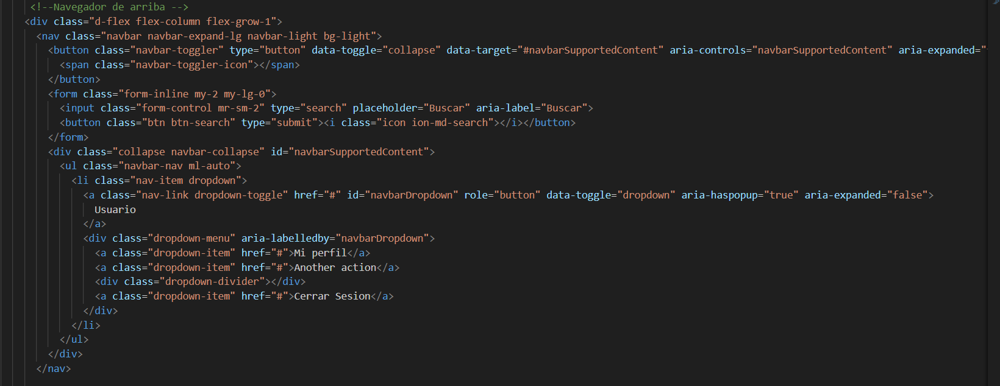 <!--Navegador de arriba -->
<div class="d-flex flex-column flex-grow-1">
<nav class="navbar navbar-expand-lg navbar-light bg-light">
<button class="navbar-toggler" type="button" data-toggle="collapse" data-target="#navbarSupportedContent" aria-controls="navbarSupportedContent" aria-expanded="
<span class="navbar-toggler-icon"></span>
</button>
<form class="form-inline my-2 my-lg-0">
<input class="form-control mr-sm-2" type="search" placeholder="Buscar" aria-label="Buscar">
<button class="btn btn-search" type="submit"><i class="icon ion-md-search"></i></button>
</form>
<div class="collapse navbar-collapse" id="navbarSupportedContent">
<ul class="navbar-nav ml-auto">
<li class="nav-item dropdown">
<a class="nav-link dropdown-toggle" href="#" id="navbarDropdown" role="button" data-toggle="dropdown" aria-haspopup="true" aria-expanded="false">
Usuario
</a>
<div class="dropdown-menu" aria-labelledby="navbarDropdown">
<a class="dropdown-item" href="#">Mi perfil</a>
<a class="dropdown-item" href="#">Another action</a>
<div class="dropdown-divider"></div>
<a class="dropdown-item" href="#">Cerrar Sesion</a>
</div>
</li>
</ul>
</div>
</nav>